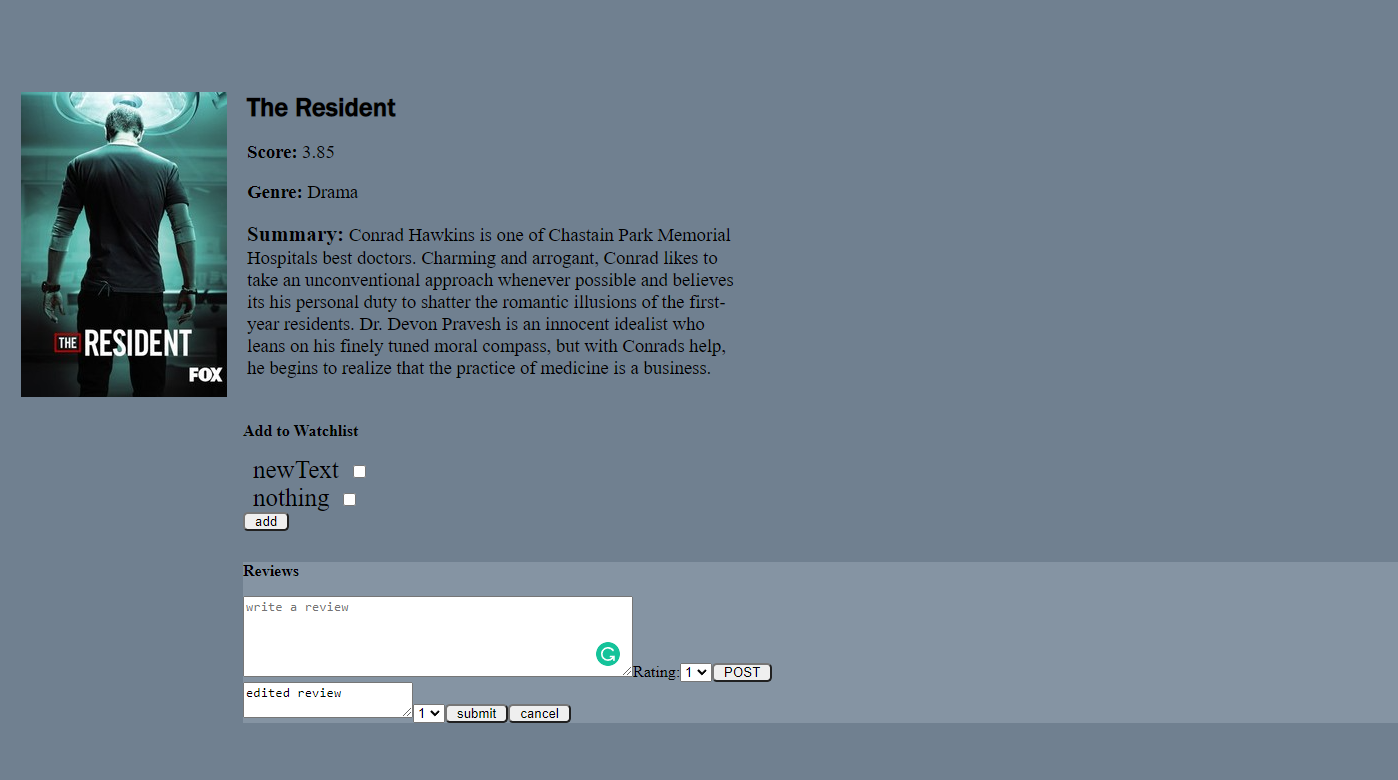 The Resident
Score: 3.85
Genre: Drama
Summary: Conrad Hawkins is one of Chastain Park Memorial
Hospitals best doctors. Charming and arrogant, Conrad likes to
take an unconventional approach whenever possible and believes
its his personal duty to shatter the romantic illusions of the first-
year residents. Dr. Devon Pravesh is an innocent idealist who
leans on his finely tuned moral compass, but with Conrads help,
he begins to realize that the practice of medicine is a business.
THE RESIDENT
FOX
Add to Watchlist
newText
nothing
add
Reviews
write a review
Rating: 1 POST
edited review
1 submit cancel